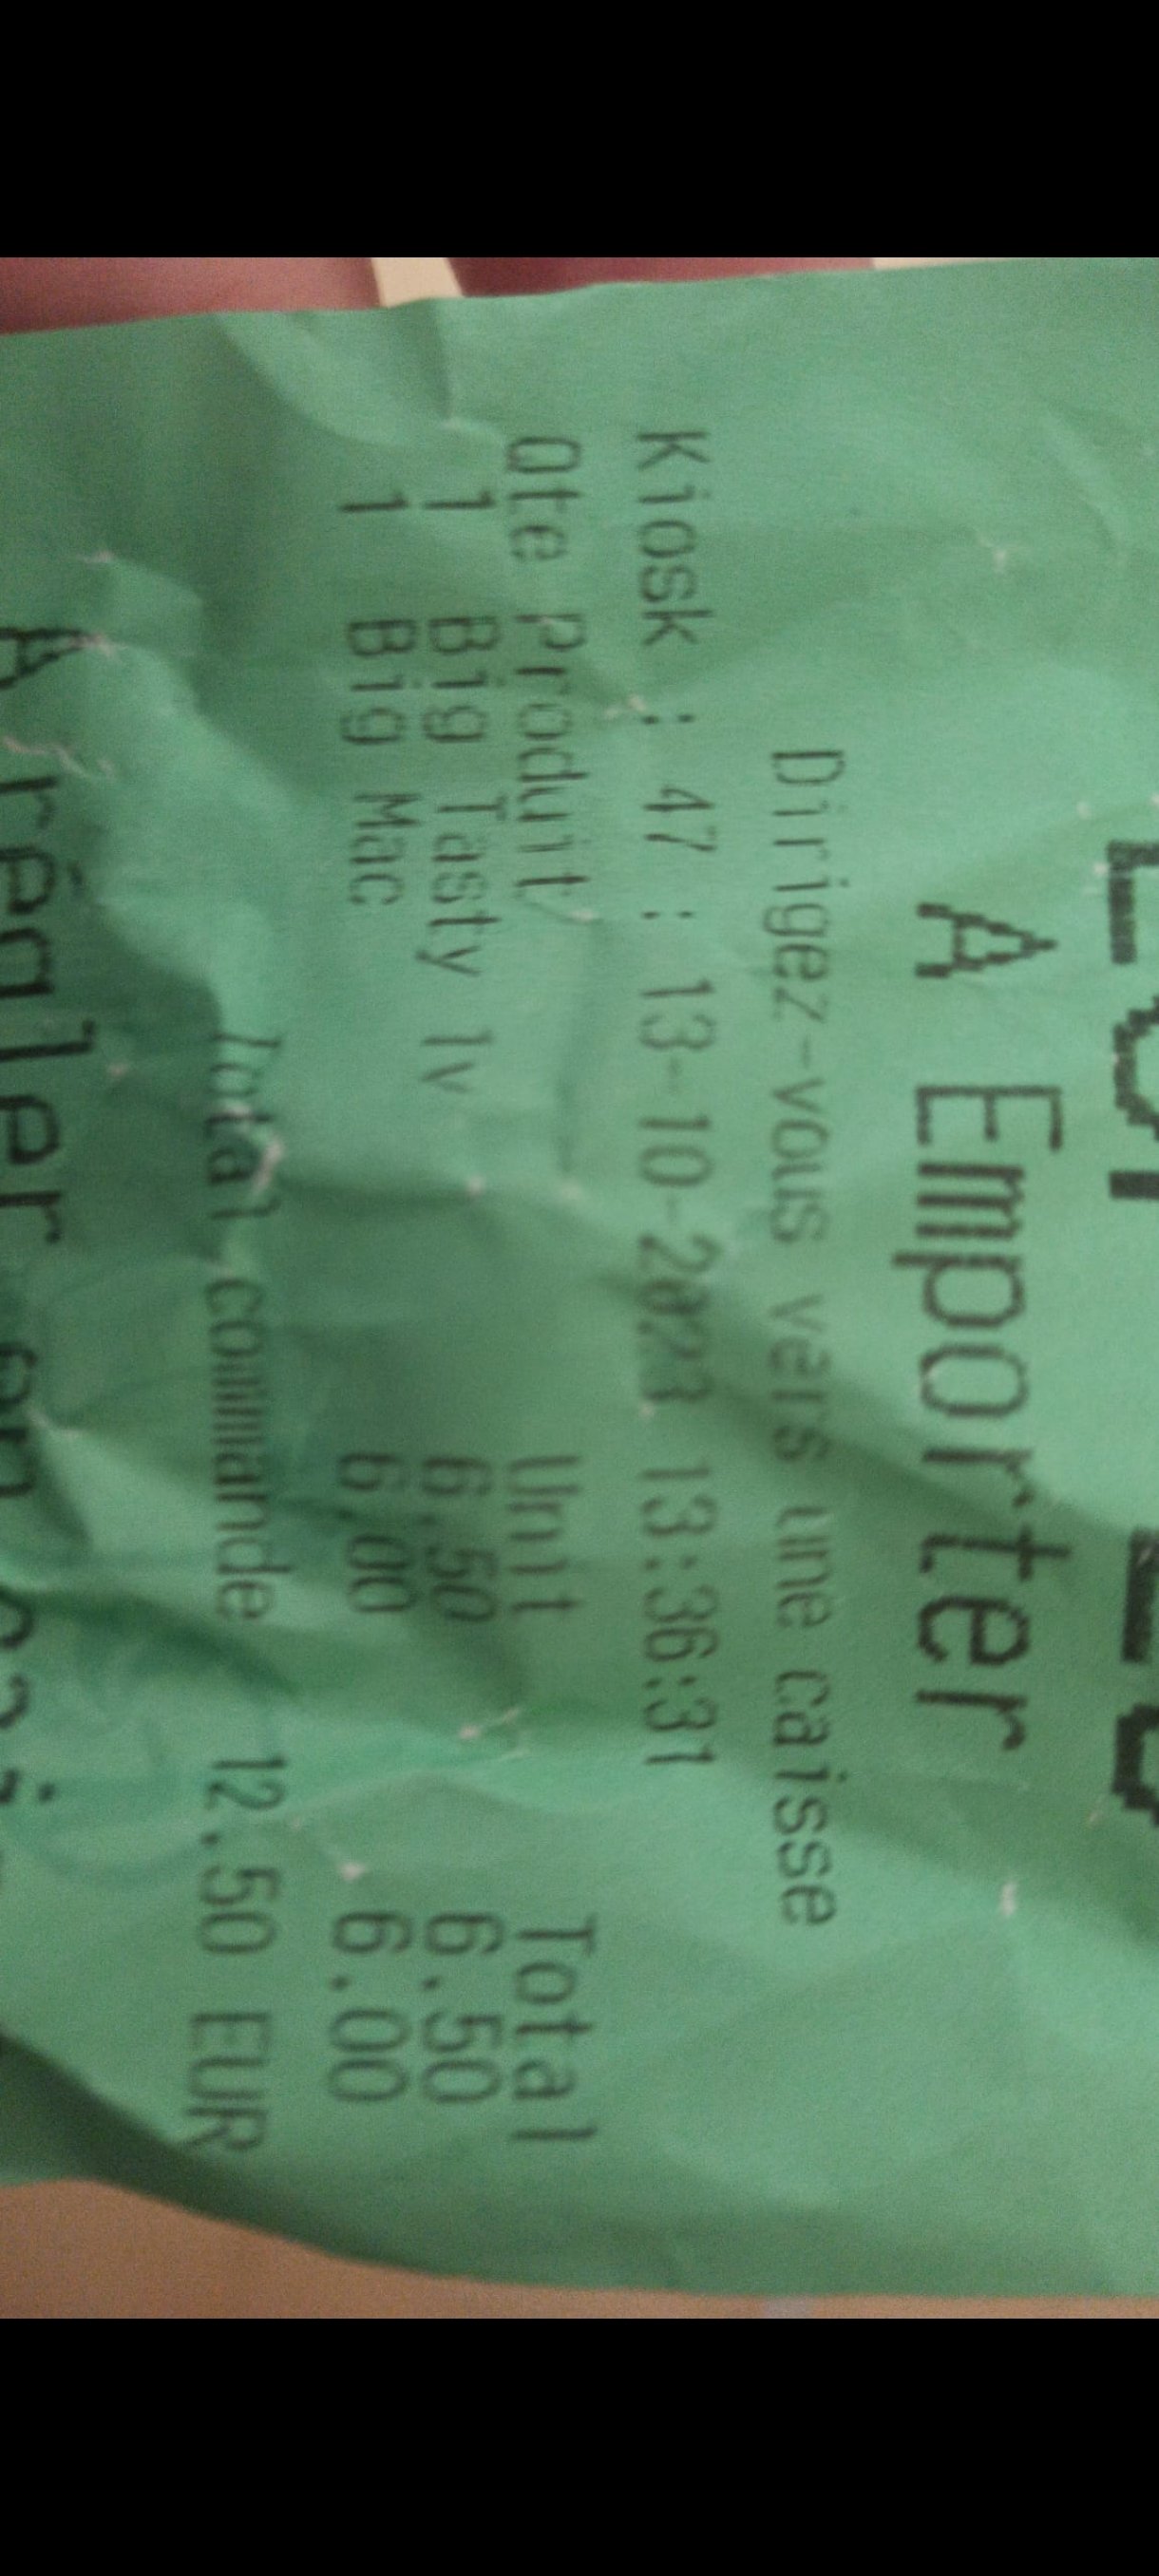 A Emporter
Dirigez-vous vers une caisse
Kiosk : 47 : 13-10-2023 13:36:31
Qte Produit Unit Total
1 Big Tasty 1v 6.50 6.50
1 Big Mac 6.00 6.00
Total commande 12.50 EUR
A régler en